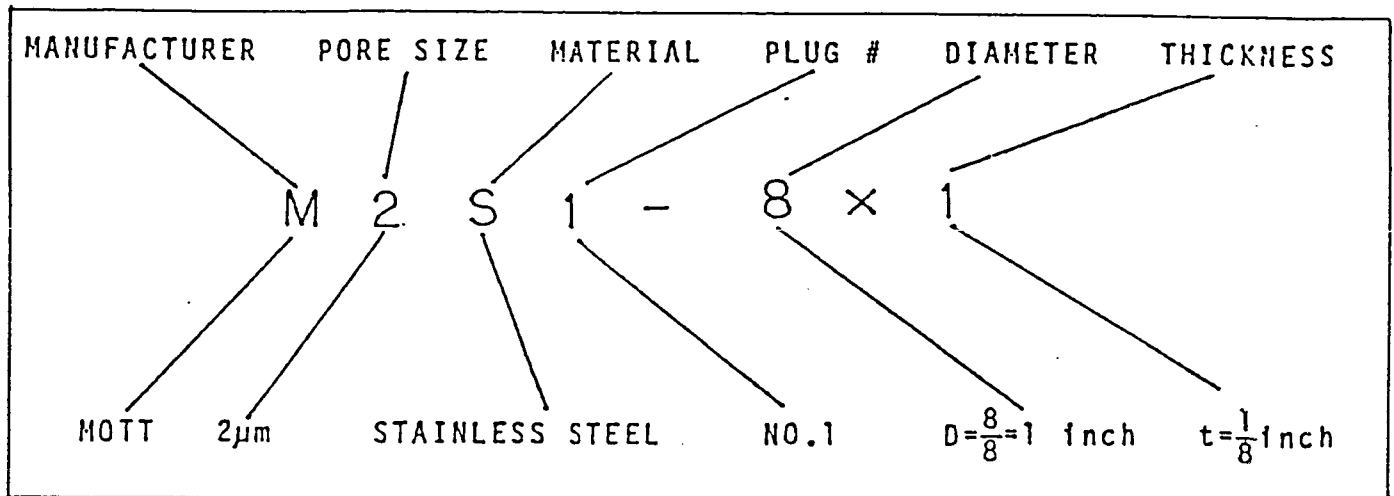 MANUFACTURER PORE SIZE MATERIAL PLUG # DIAMETER THICKNESS
M 2 S 1 - 8 × 1
MOTT 2µm STAINLESS STEEL NO.1 D=8/8=1 inch t=1/8 inch